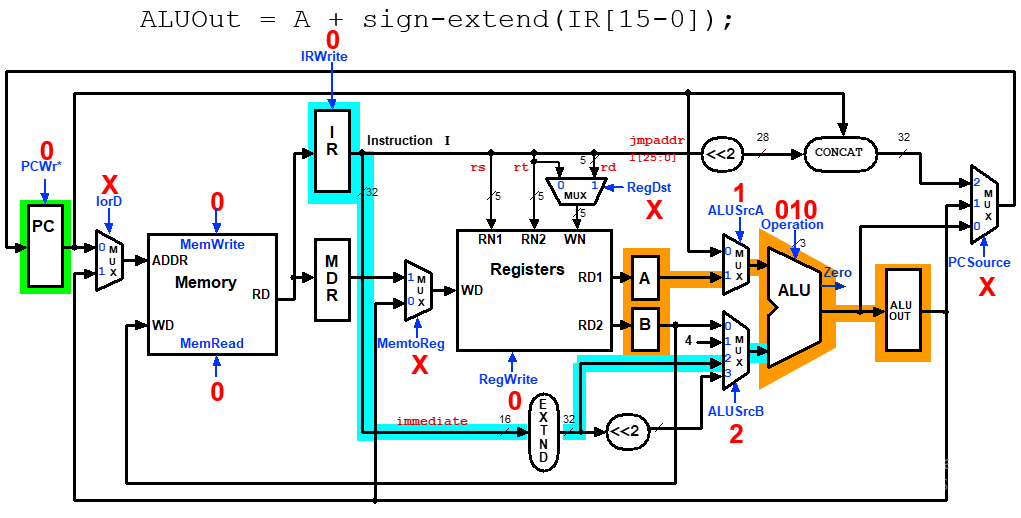 ALUOut = A + sign-extend(IR[15-0]);
0
IRWrite
I
R
Instruction I
32
rs
rt
5
rd
jmpaddr
I[25:0]
<<2
28
CONCAT
32
0
PCWr*
PC
X
IorD
0
1
M
U
X
0
MemWrite
ADDR
Memory
RD
WD
MemRead
0
M
D
R
1
0
M
U
X
MemtoReg
X
5
5
0
1
MUX
5
RegDst
X
RN1
RN2
WN
Registers
RD1
WD
RD2
RegWrite
0
A
B
1
ALUSrcA
0
1
M
U
X
010
Operation
3
ALU
Zero
ALU
OUT
2
1
0
M
U
X
PCSource
X
4
0
1
2
3
M
U
X
ALUSrcB
2
immediate
16
E
X
T
N
D
32
<<2